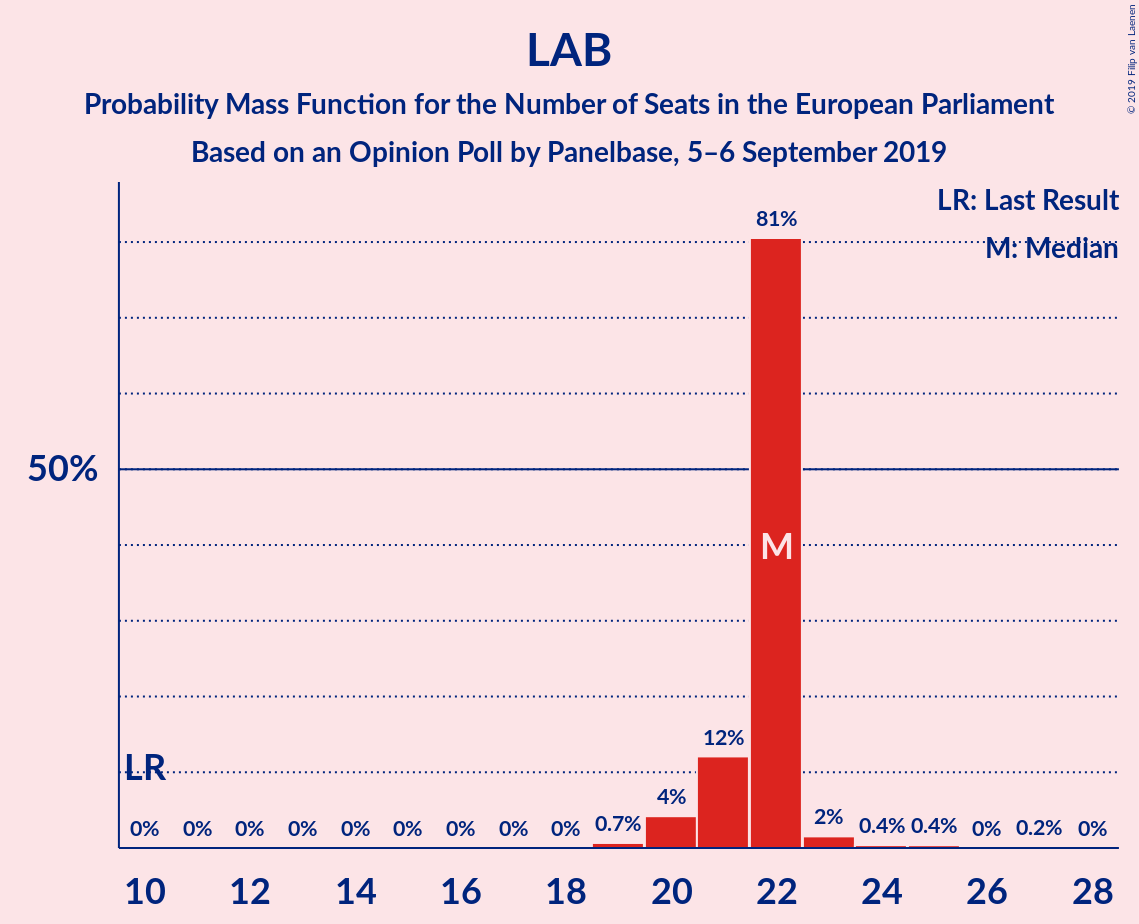 LAB
Probability Mass Function for the Number of Seats in the European Parliament
Based on an Opinion Poll by Panelbase, 5–6 September 2019
© 2019 Filip van Laenen
LR: Last Result
M: Median
81%
50%
M
12%
LR
4%
2%
0% 0% 0% 0% 0% 0% 0% 0% 0% 0.7% 0.4% 0.4% 0% 0.2% 0%
10 12 14 16 18 20 22 24 26 28